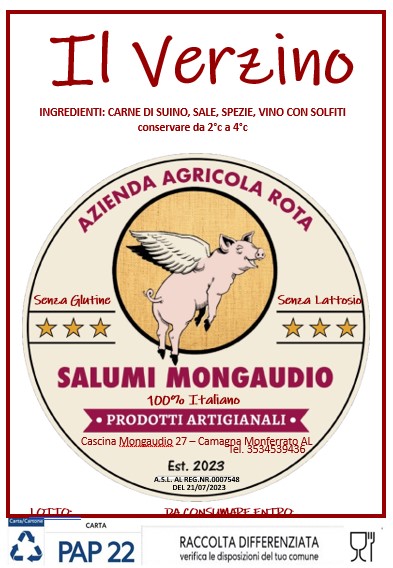 Il Verzino
INGREDIENTI: CARNE DI SUINO, SALE, SPEZIE, VINO CON SOLFITI
conservare da 2°c a 4°c
AZIENDA AGRICOLA ROTA
Senza Glutine
Senza Lattosio
SALUMI MONGAUDIO
100% Italiano
• PRODOTTI ARTIGIANALI •
Cascina Mongaudio 27 – Camagna Monferrato AL
Tel. 3534539436
Est. 2023
A.S.L. AL REG.NR.0007548
DEL 21/07/2023
LOTTO:
DA CONSUMARE ENTRO:
Carta/Cartone
CARTA
PAP 22
RACCOLTA DIFFERENZIATA
verifica le disposizioni del tuo comune